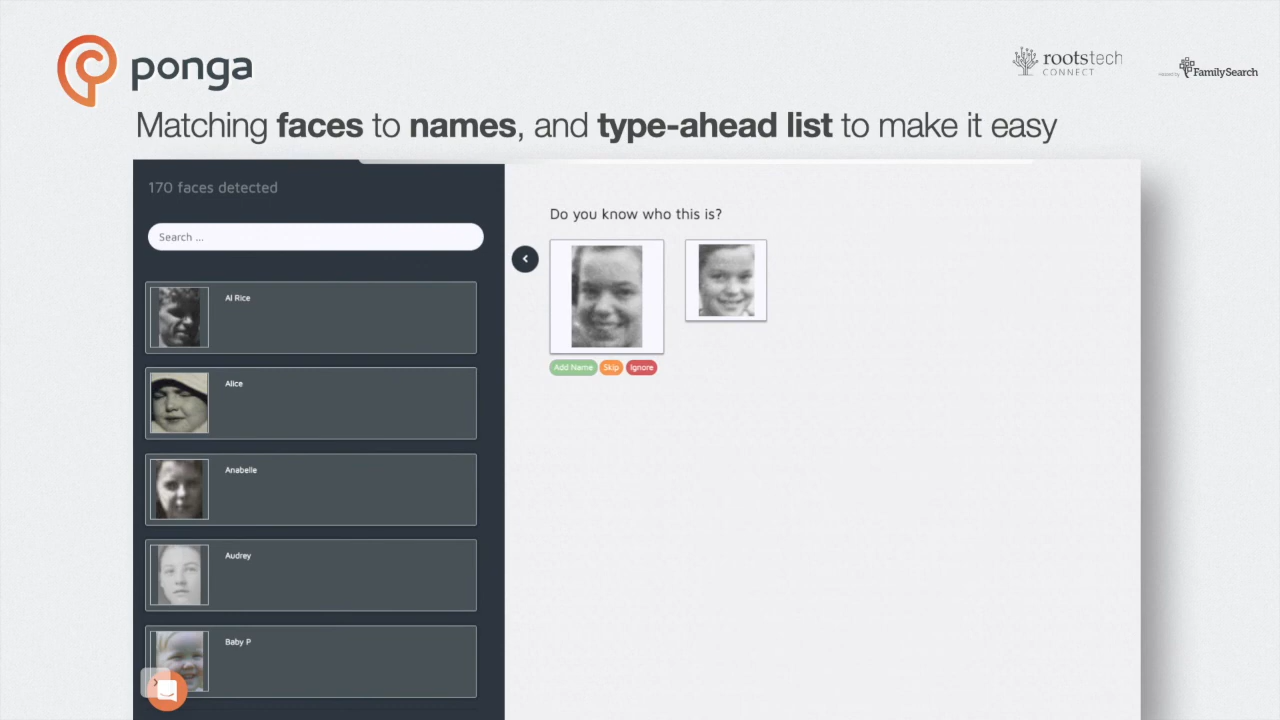 ponga
rootstech
CONNECT
FamilySearch
Matching faces to names, and type-ahead list to make it easy
170 faces detected
Search ...
Do you know who this is?
Al Rice
Add Name
Skip
Ignore
Alice
Anabelle
Audrey
Baby P